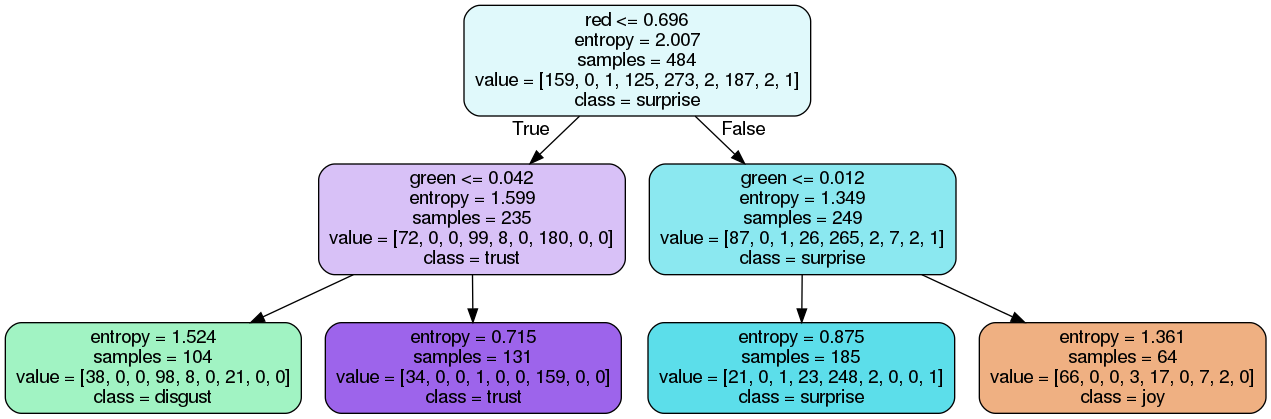 red <= 0.696
entropy = 2.007
samples = 484
value = [159, 0, 1, 125, 273, 2, 187, 2, 1]
class = surprise
True
False
green <= 0.042
entropy = 1.599
samples = 235
value = [72, 0, 0, 99, 8, 0, 180, 0, 0]
class = trust
green <= 0.012
entropy = 1.349
samples = 249
value = [87, 0, 1, 26, 265, 2, 7, 2, 1]
class = surprise
entropy = 1.524
samples = 104
value = [38, 0, 0, 98, 8, 0, 21, 0, 0]
class = disgust
entropy = 0.715
samples = 131
value = [34, 0, 0, 1, 0, 0, 159, 0, 0]
class = trust
entropy = 0.875
samples = 185
value = [21, 0, 1, 23, 248, 2, 0, 0, 1]
class = surprise
entropy = 1.361
samples = 64
value = [66, 0, 0, 3, 17, 0, 7, 2, 0]
class = joy